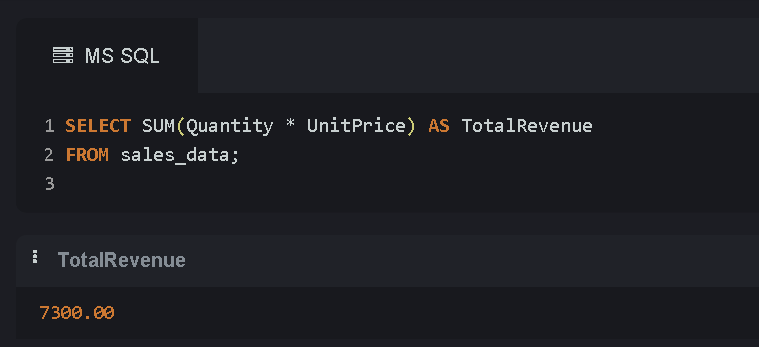 MS SQL
1 SELECT SUM(Quantity * UnitPrice) AS TotalRevenue
2 FROM sales_data;
3
TotalRevenue
7300.00